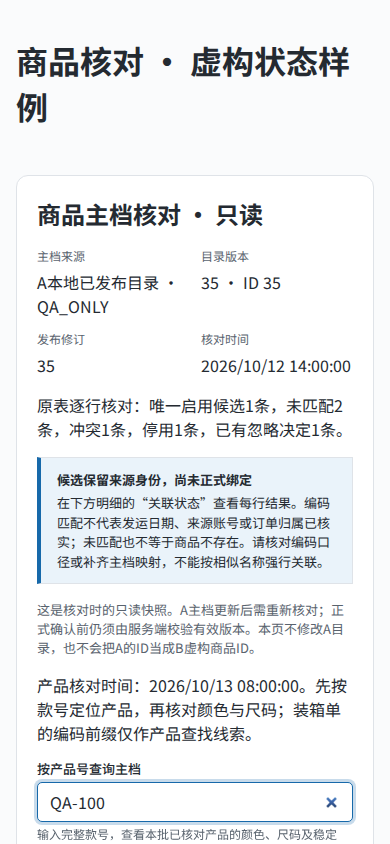 商品核对 · 虚构状态样
例
商品主档核对 · 只读
主档来源
目录版本
A本地已发布目录 ·
QA_ONLY
35 · ID 35
发布修订
核对时间
35
2026/10/12 14:00:00
原表逐行核对：唯一启用候选1条，未匹配2
条，冲突1条，停用1条，已有忽略决定1条。
候选保留来源身份，尚未正式绑定
在下方明细的“关联状态”查看每行结果。编码
匹配不代表发运日期、来源账号或订单归属已核
实；未匹配也不等于商品不存在。请核对编码口
径或补齐主档映射，不能按相似名称强行关联。
这是核对时的只读快照。A主档更新后需重新核对；正
式确认前仍须由服务端校验有效版本。本页不修改A目
录，也不会把A的ID当成B虚构商品ID。
产品核对时间：2026/10/13 08:00:00。先按
款号定位产品，再核对颜色与尺码；装箱单
的编码前缀仅作产品查找线索。
按产品号查询主档
QA-100
输入完整款号，查看本批已核对产品的颜色、尺码及稳定